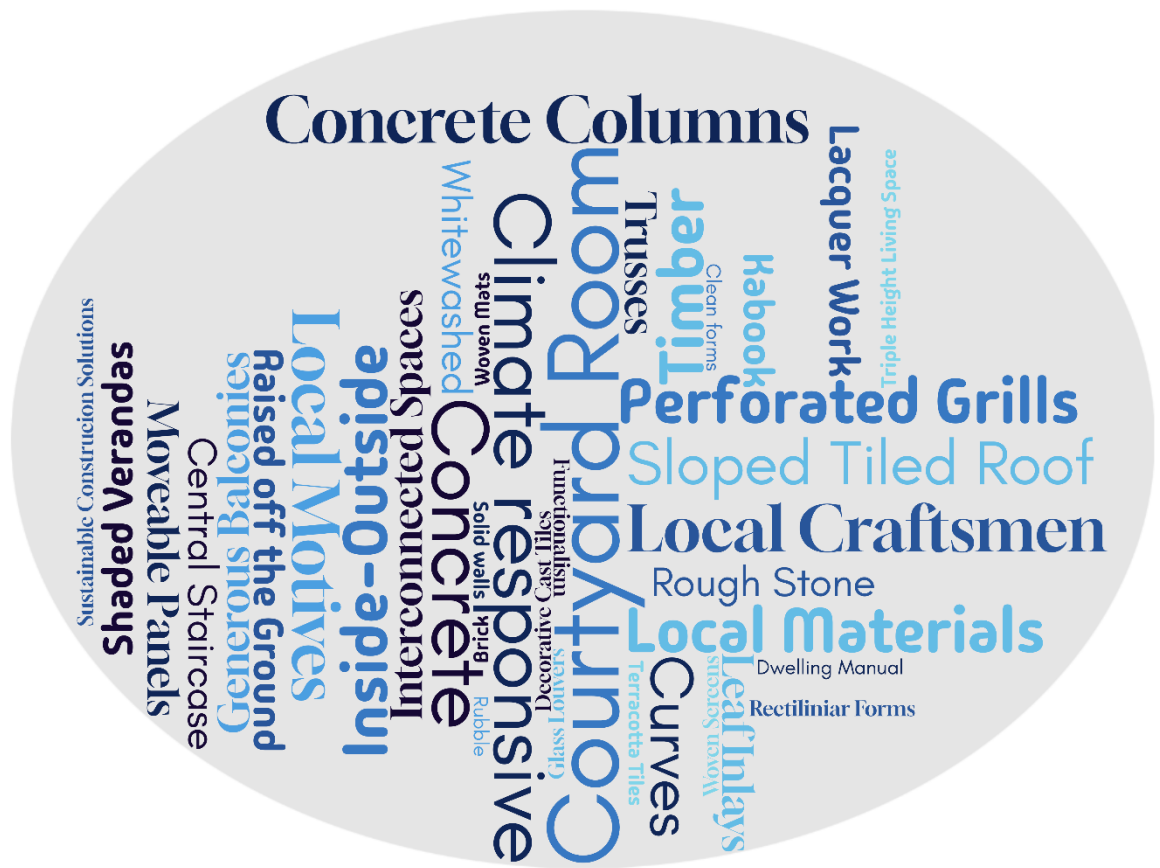 Concrete Columns
Sustainable Construcion Solutions
Shaded Verandas
Moveable Panels
Central Staircase
Generous Balconies
Raised off the Ground
Local Motives
Inside-Outside
Interconnected Spaces
Whitewashed
Concrete
Woven Mats
Solid walls
Brick
Rubble
Climate responsive
Functionalism
Decorative Cast Tiles
Glass Louvers
Courtyard Room
Trusses
Timber
Clean forms
Kabook
Lacquer Work
Triple Height Living Space
Perforated Grills
Sloped Tiled Roof
Local Craftsmen
Rough Stone
Local Materials
Terracotta Tiles
Curves
Woven Screens
Leaf Inlays
Dwelling Manual
Rectiliniar Forms